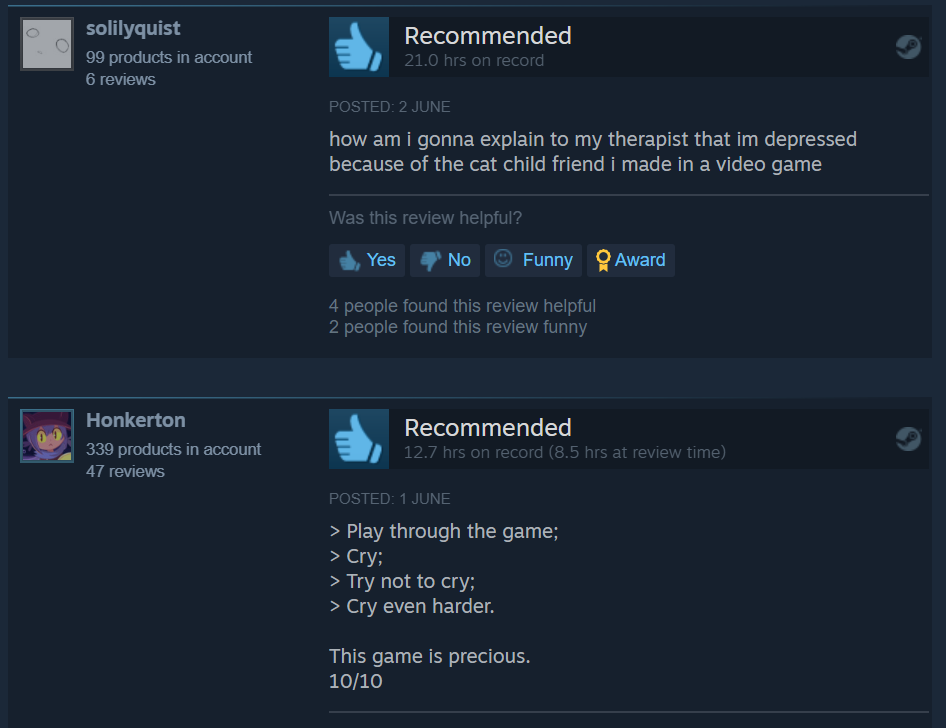 solilyquist
99 products in account
6 reviews
Recommended
21.0 hrs on record
POSTED: 2 JUNE
how am i gonna explain to my therapist that im depressed
because of the cat child friend i made in a video game
Was this review helpful?
Yes No Funny Award
4 people found this review helpful
2 people found this review funny
Honkerton
339 products in account
47 reviews
Recommended
12.7 hrs on record (8.5 hrs at review time)
POSTED: 1 JUNE
> Play through the game;
> Cry;
> Try not to cry;
> Cry even harder.
This game is precious.
10/10